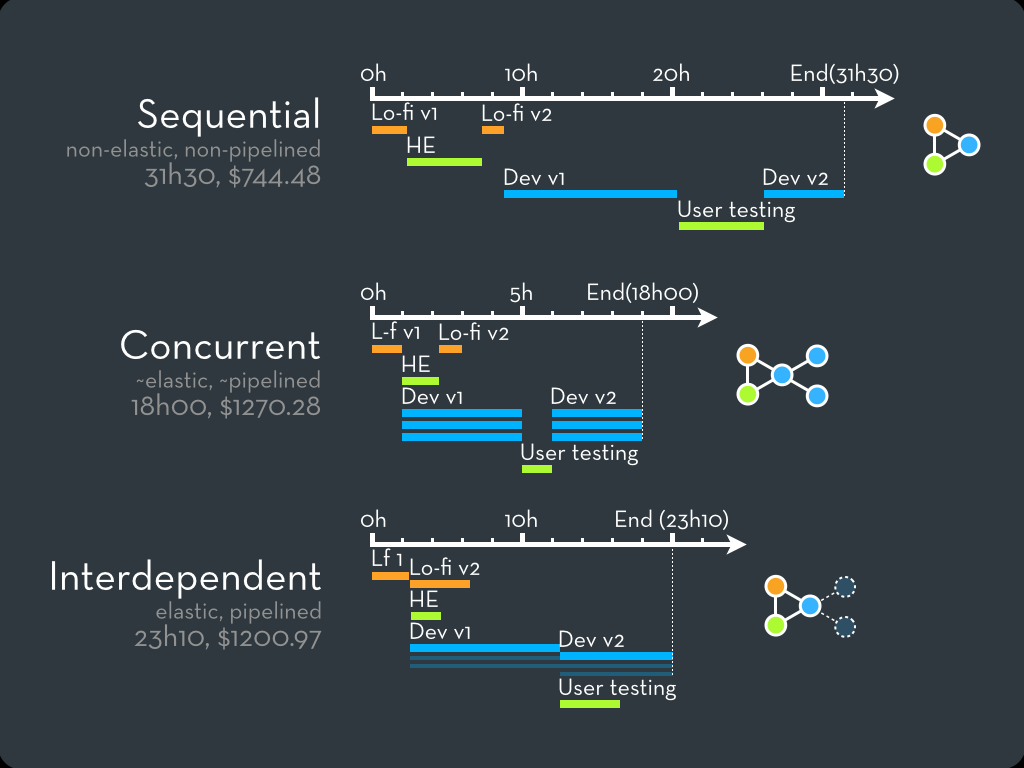 0h 10h 20h End(31h30)
Sequential
non-elastic, non-pipelined
31h30, $744.48
Lo-fi v1 Lo-fi v2
HE
Dev v1 Dev v2
User testing
0h 5h End(18h00)
Concurrent
~elastic, ~pipelined
18h00, $1270.28
L-f v1 Lo-fi v2
HE
Dev v1 Dev v2
User testing
0h 10h End (23h10)
Interdependent
elastic, pipelined
23h10, $1200.97
Lf 1 Lo-fi v2
HE
Dev v1 Dev v2
User testing